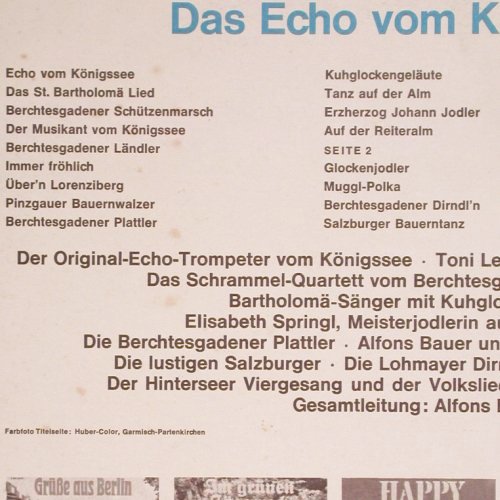 Das Echo vom K
Echo vom Königssee
Das St. Bartholomä Lied
Berchtesgadener Schützenmarsch
Der Musikant vom Königssee
Berchtesgadener Ländler
Immer fröhlich
Über'n Lorenziberg
Pinzgauer Bauernwalzer
Berchtesgadener Plattler
Kuhglockengeläute
Tanz auf der Alm
Erzherzog Johann Jodler
Auf der Reiteralm
SEITE 2
Glockenjodler
Muggl-Polka
Berchtesgadener Dirndl'n
Salzburger Bauerntanz
Der Original-Echo-Trompeter vom Königssee · Toni Le
Das Schrammel-Quartett vom Berchtesg
Bartholomä-Sänger mit Kuhglo
Elisabeth Springl, Meisterjodlerin au
Die Berchtesgadener Plattler · Alfons Bauer un
Die lustigen Salzburger · Die Lohmayer Dirn
Der Hinterseer Viergesang und der Volkslie
Gesamtleitung: Alfons
Farbfoto Titelseite: Huber-Color, Garmisch-Partenkirchen
Grüße aus Berlin
Im grünen
HAPPY